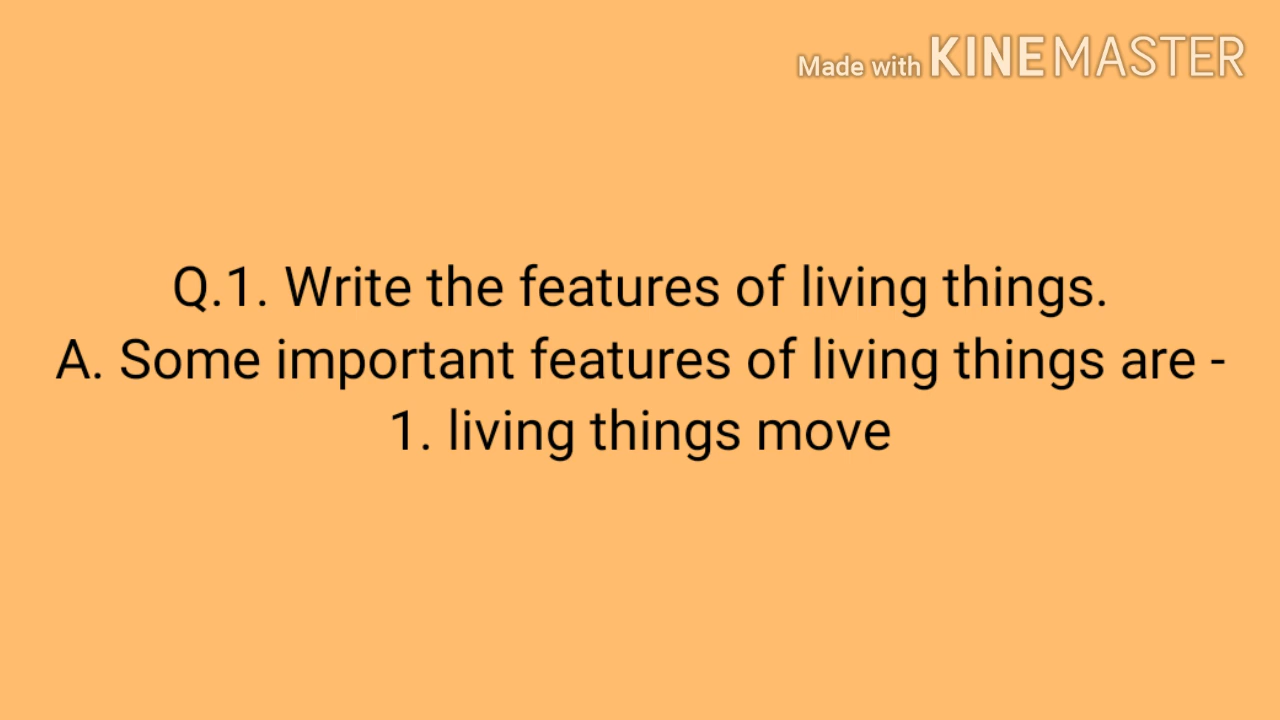 Made with KINEMASTER
Q.1. Write the features of living things.
A. Some important features of living things are -
1. living things move